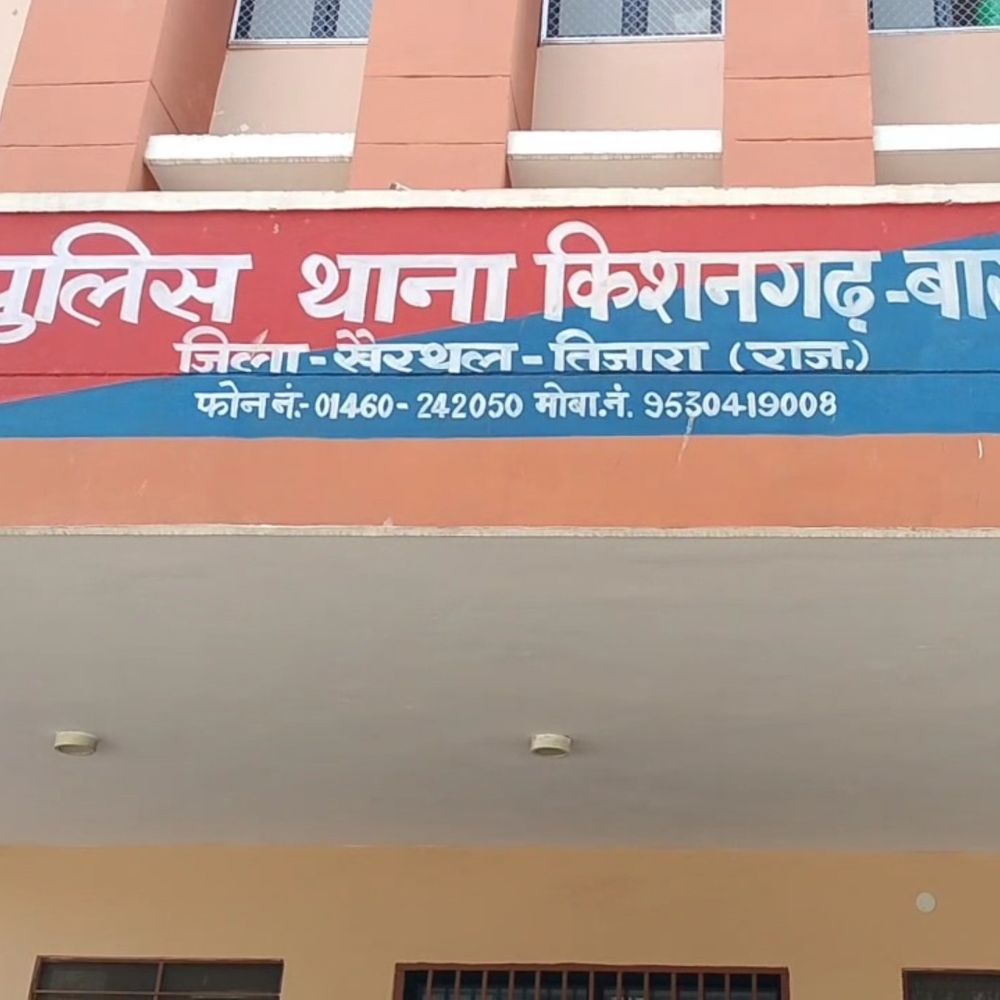 पुलिस थाना किशनगढ़-बास
जिला-खैरथल-तिजारा (राज.)
फोन नं.- 01460-242050 मोबा.नं. 9530419008